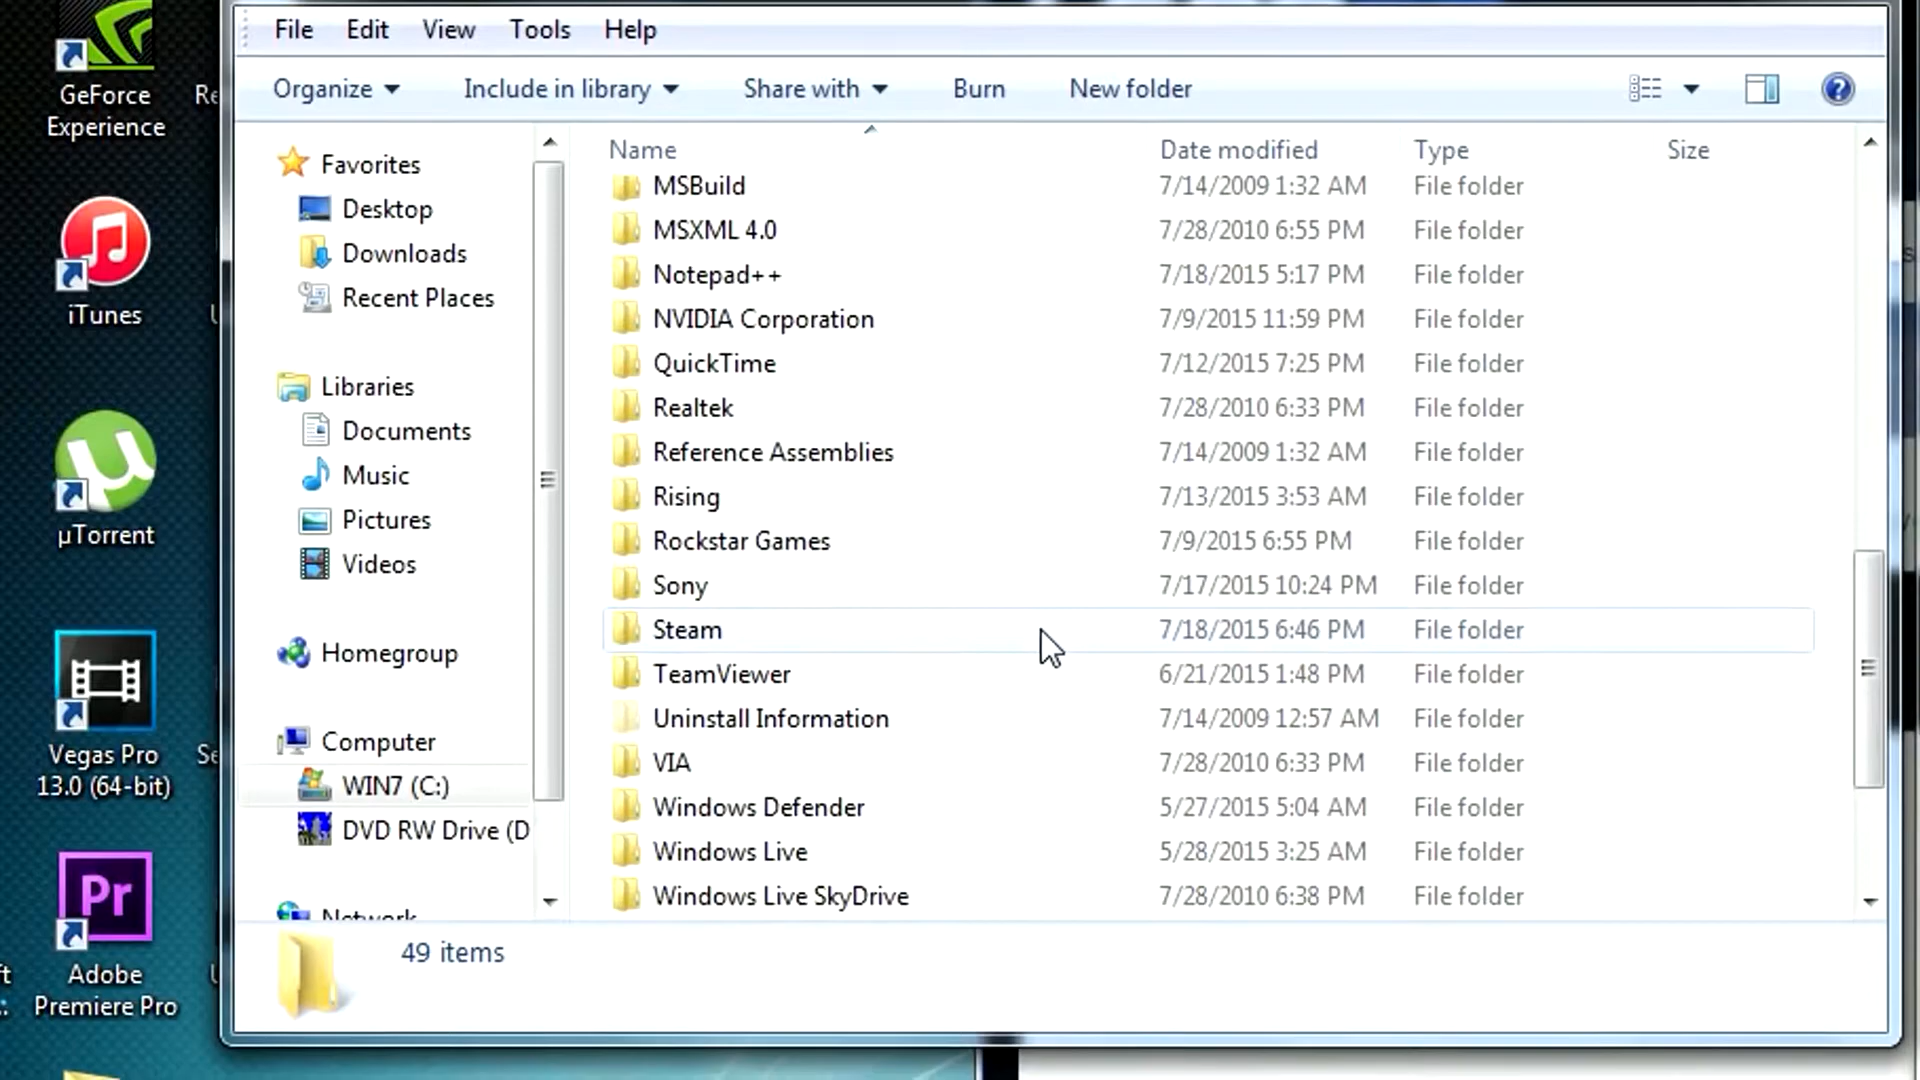 File Edit View Tools Help
Organize Include in library Share with Burn New folder
GeForce
Experience
iTunes
µTorrent
Vegas Pro
13.0 (64-bit)
Pr
Adobe
Premiere Pro
Favorites
Desktop
Downloads
Recent Places
Libraries
Documents
Music
Pictures
Videos
Homegroup
Computer
WIN7 (C:)
DVD RW Drive (D
Network
Name Date modified Type Size
MSBuild 7/14/2009 1:32 AM File folder
MSXML 4.0 7/28/2010 6:55 PM File folder
Notepad++ 7/18/2015 5:17 PM File folder
NVIDIA Corporation 7/9/2015 11:59 PM File folder
QuickTime 7/12/2015 7:25 PM File folder
Realtek 7/28/2010 6:33 PM File folder
Reference Assemblies 7/14/2009 1:32 AM File folder
Rising 7/13/2015 3:53 AM File folder
Rockstar Games 7/9/2015 6:55 PM File folder
Sony 7/17/2015 10:24 PM File folder
Steam 7/18/2015 6:46 PM File folder
TeamViewer 6/21/2015 1:48 PM File folder
Uninstall Information 7/14/2009 12:57 AM File folder
VIA 7/28/2010 6:33 PM File folder
Windows Defender 5/27/2015 5:04 AM File folder
Windows Live 5/28/2015 3:25 AM File folder
Windows Live SkyDrive 7/28/2010 6:38 PM File folder
49 items